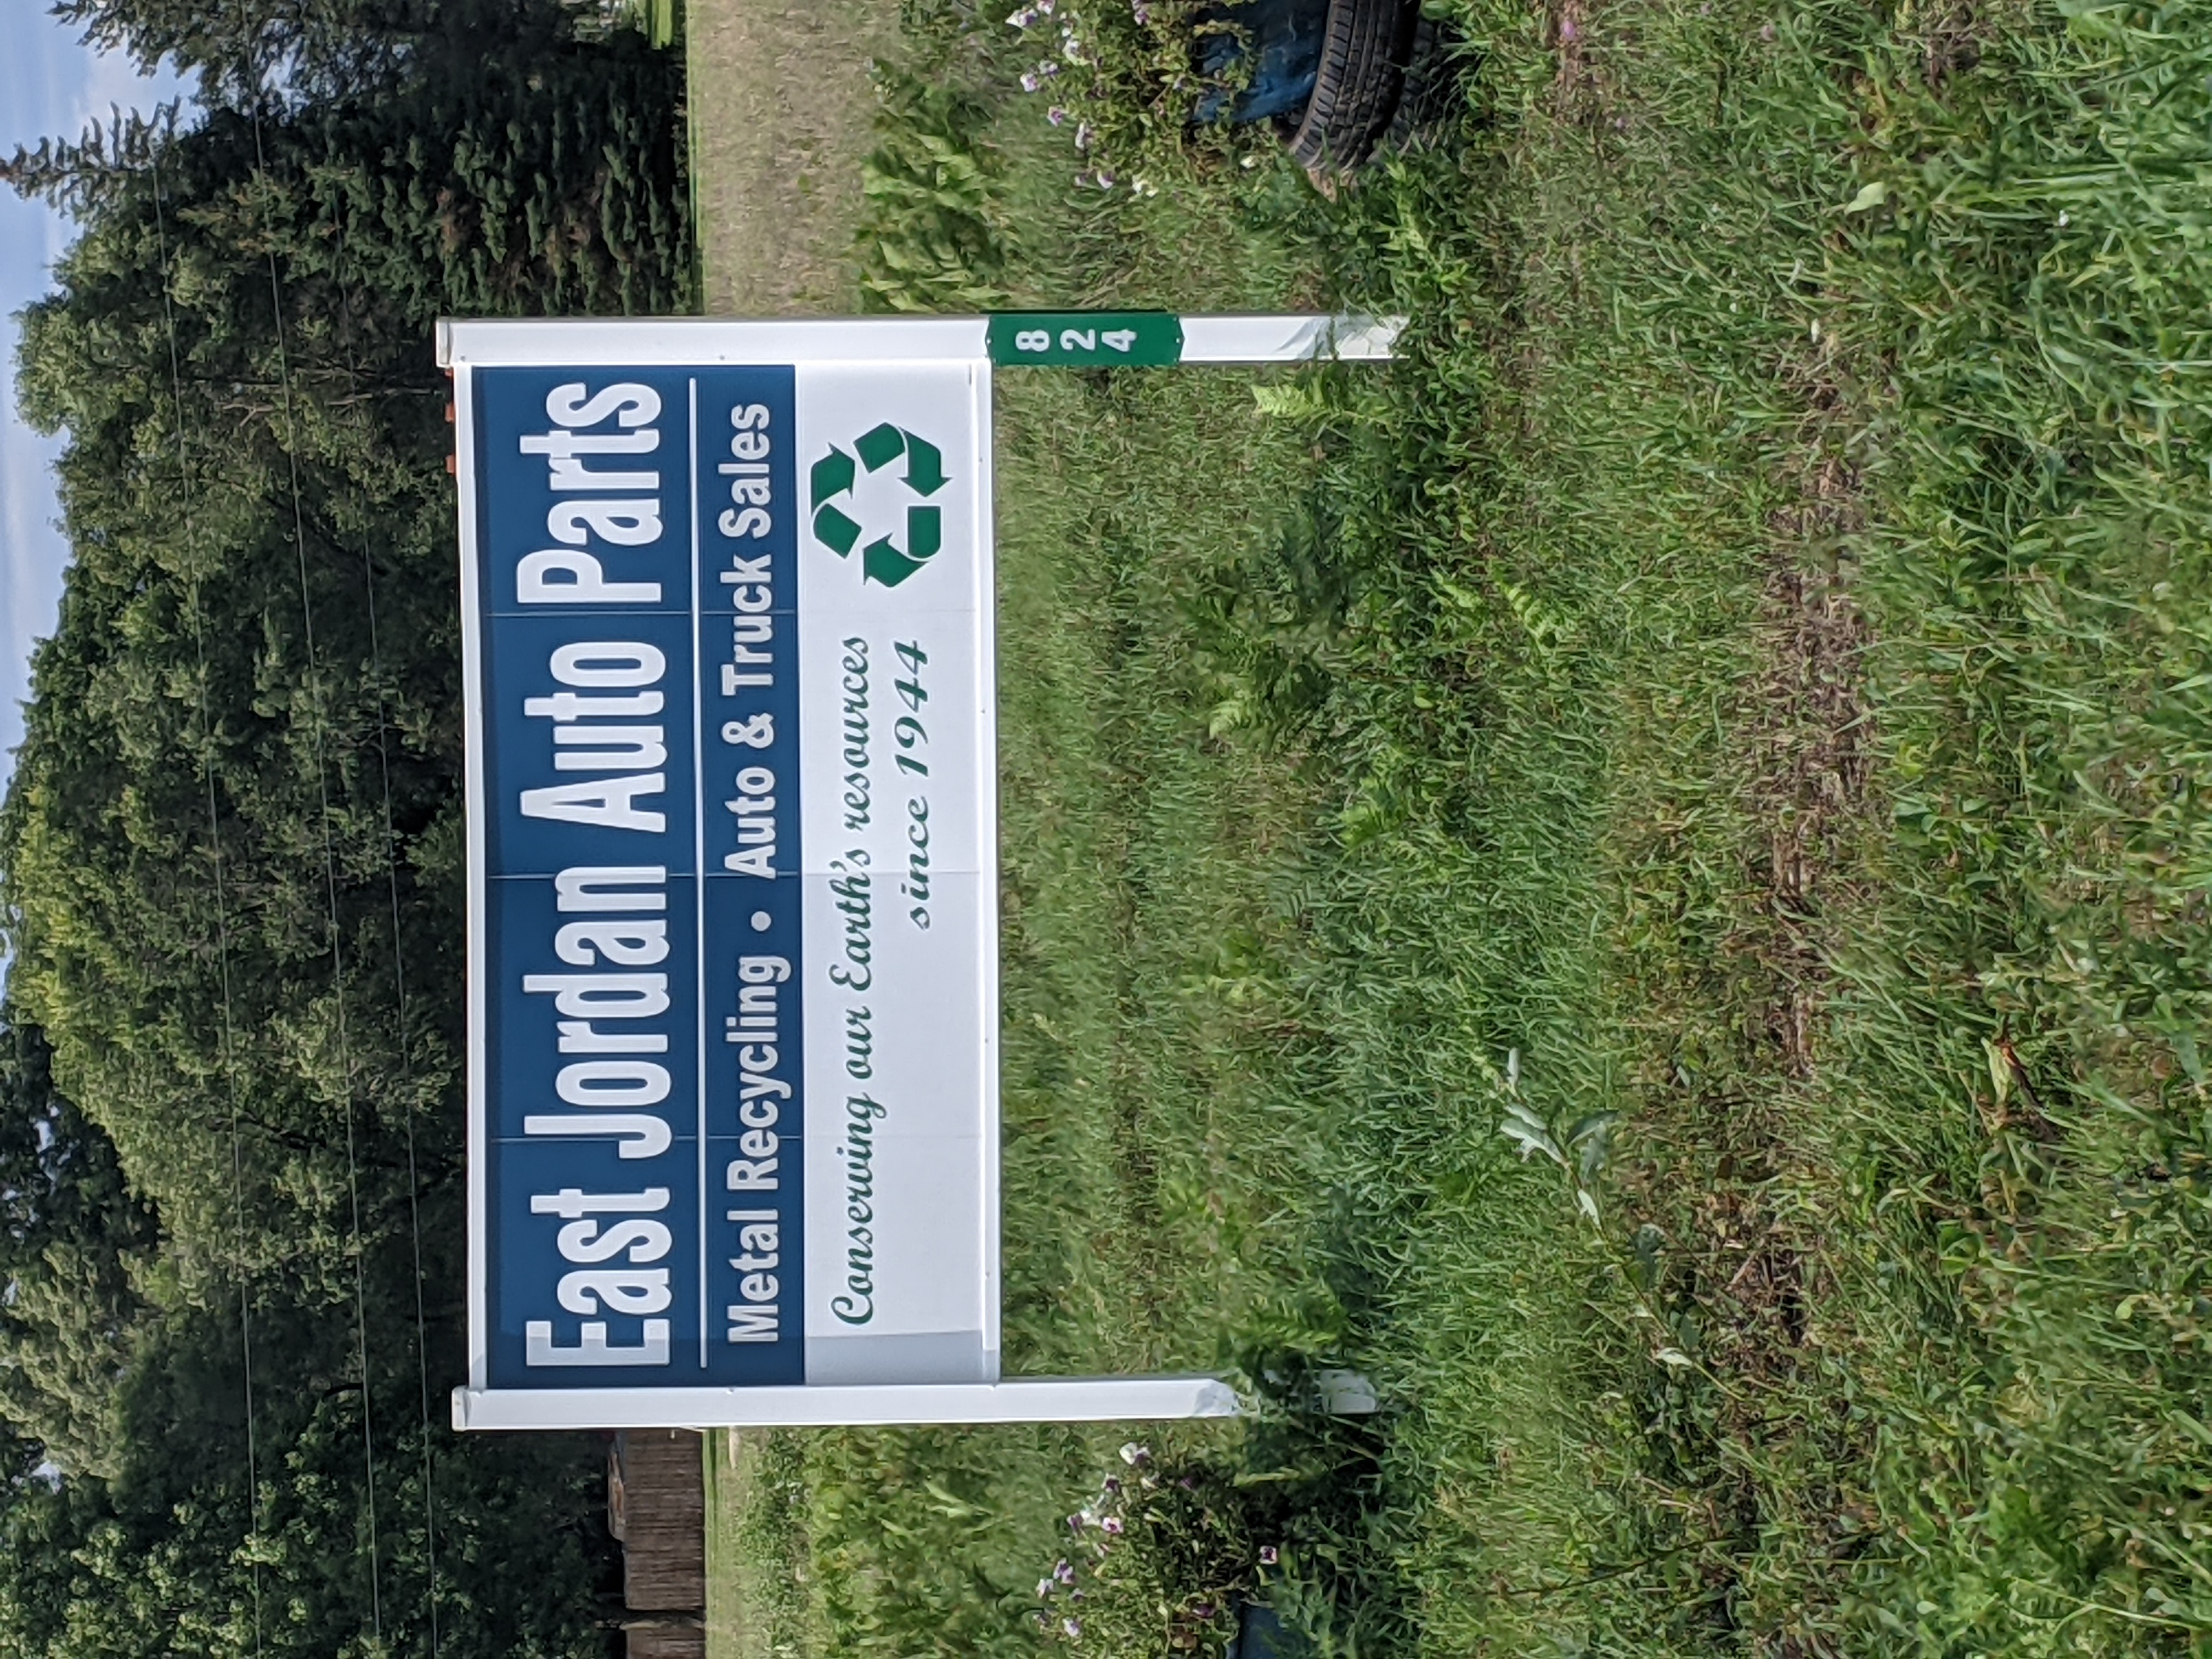 East Jordan Auto Parts
Metal Recycling • Auto & Truck Sales
Conserving our Earth's resources
since 1944
8
2
4